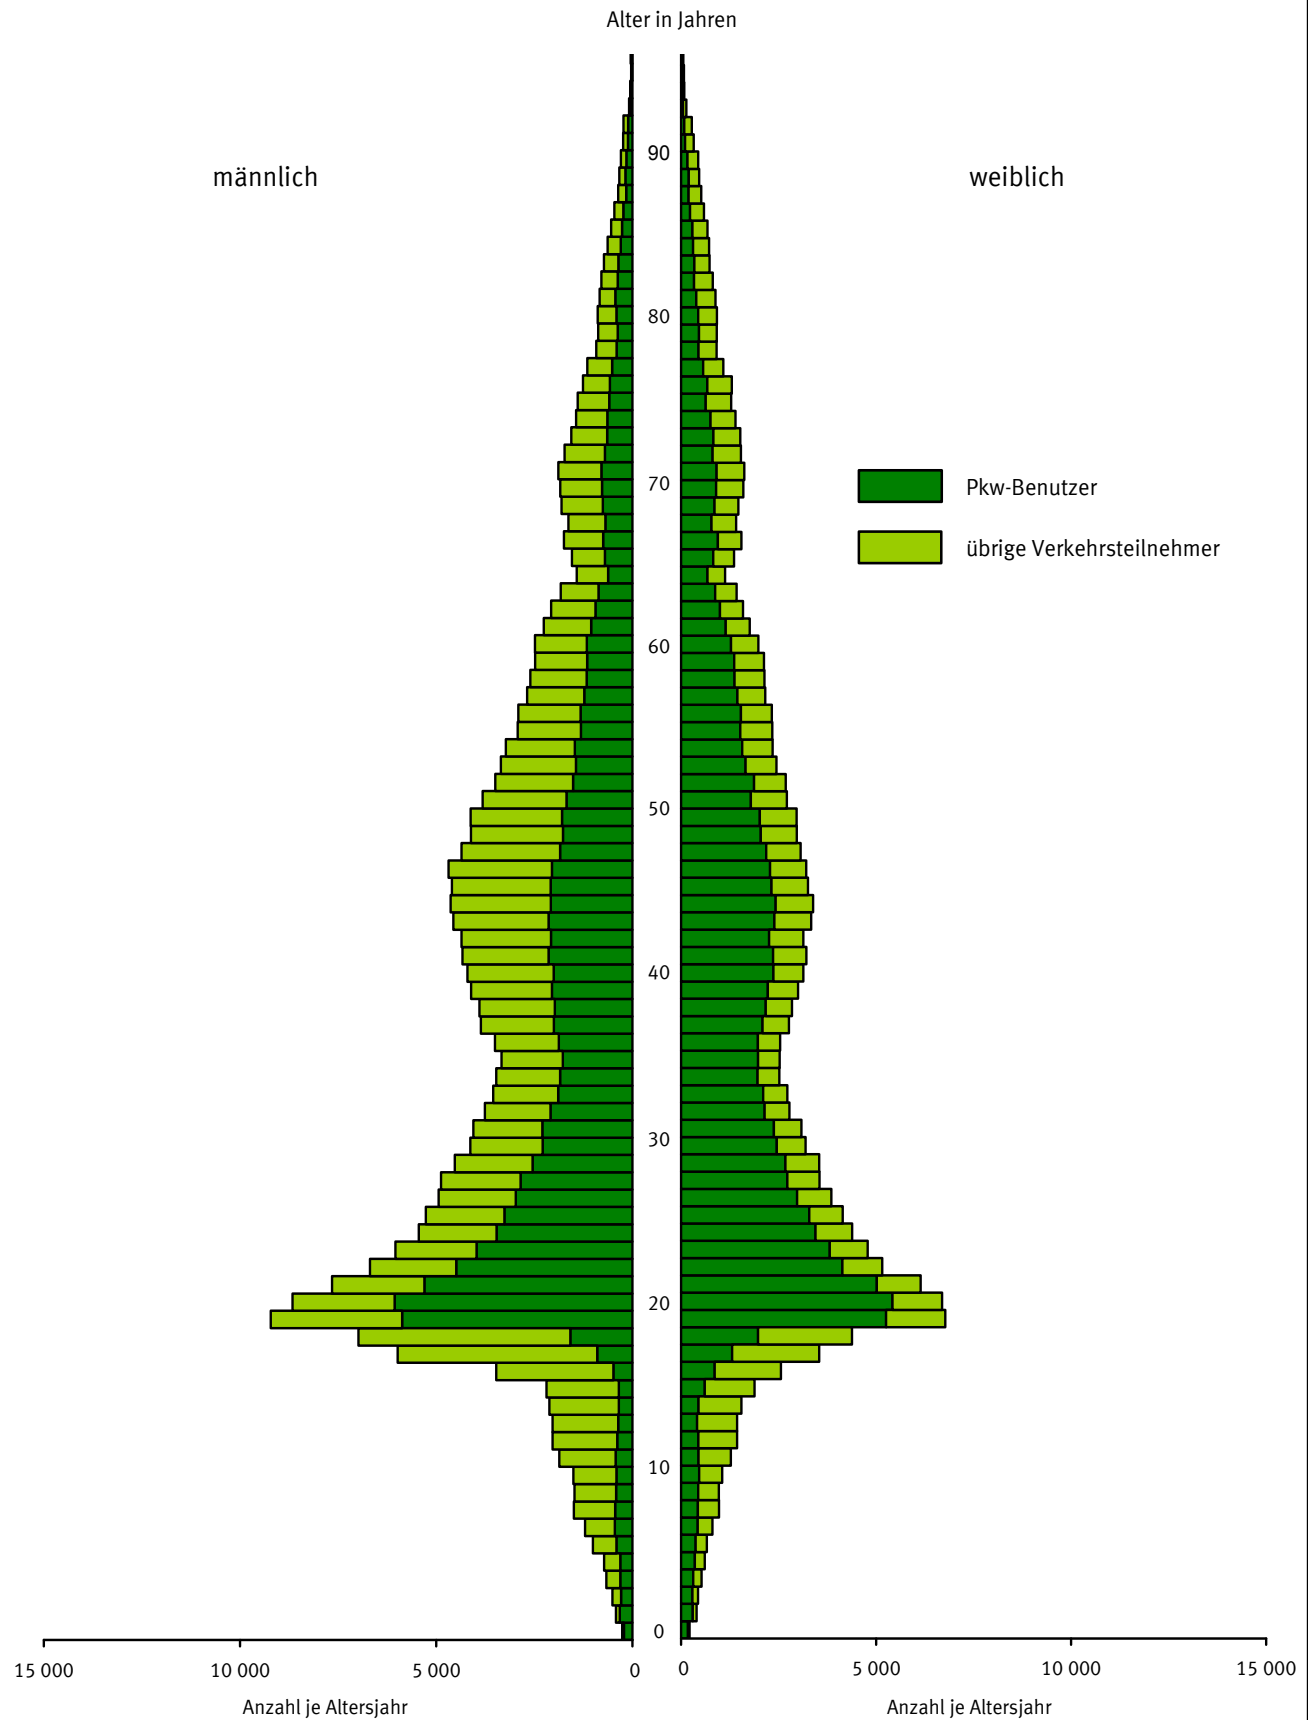 Alter in Jahren
männlich
weiblich
90
80
70
60
50
40
30
20
10
0
Pkw-Benutzer
übrige Verkehrsteilnehmer
15 000 10 000 5 000 0
0 5 000 10 000 15 000
Anzahl je Altersjahr
Anzahl je Altersjahr